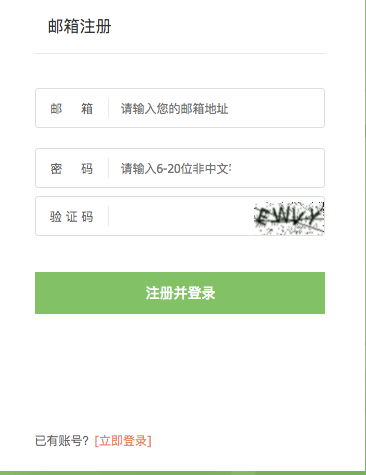 邮箱注册
邮 箱 请输入您的邮箱地址
密 码 请输入6-20位非中文
验 证 码 EWVY
注册并登录
已有账号？[立即登录]